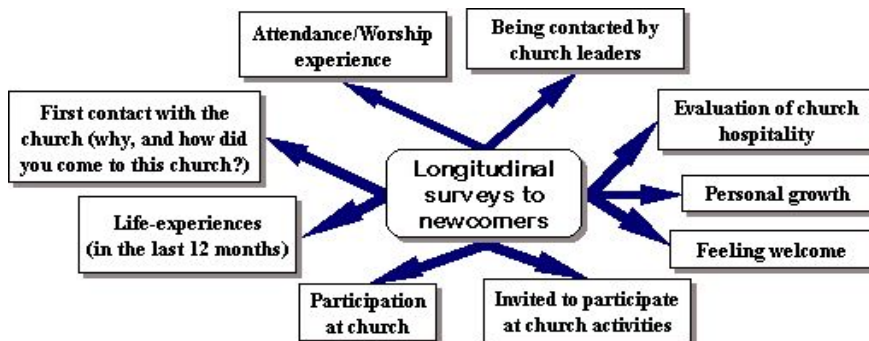 Attendance/Worship
experience
Being contacted by
church leaders
First contact with the
church (why, and how did
you come to this church?)
Evaluation of church
hospitality
Longitudinal
surveys to
newcomers
Personal growth
Life-experiences
(in the last 12 months)
Feeling welcome
Participation
at church
Invited to participate
at church activities